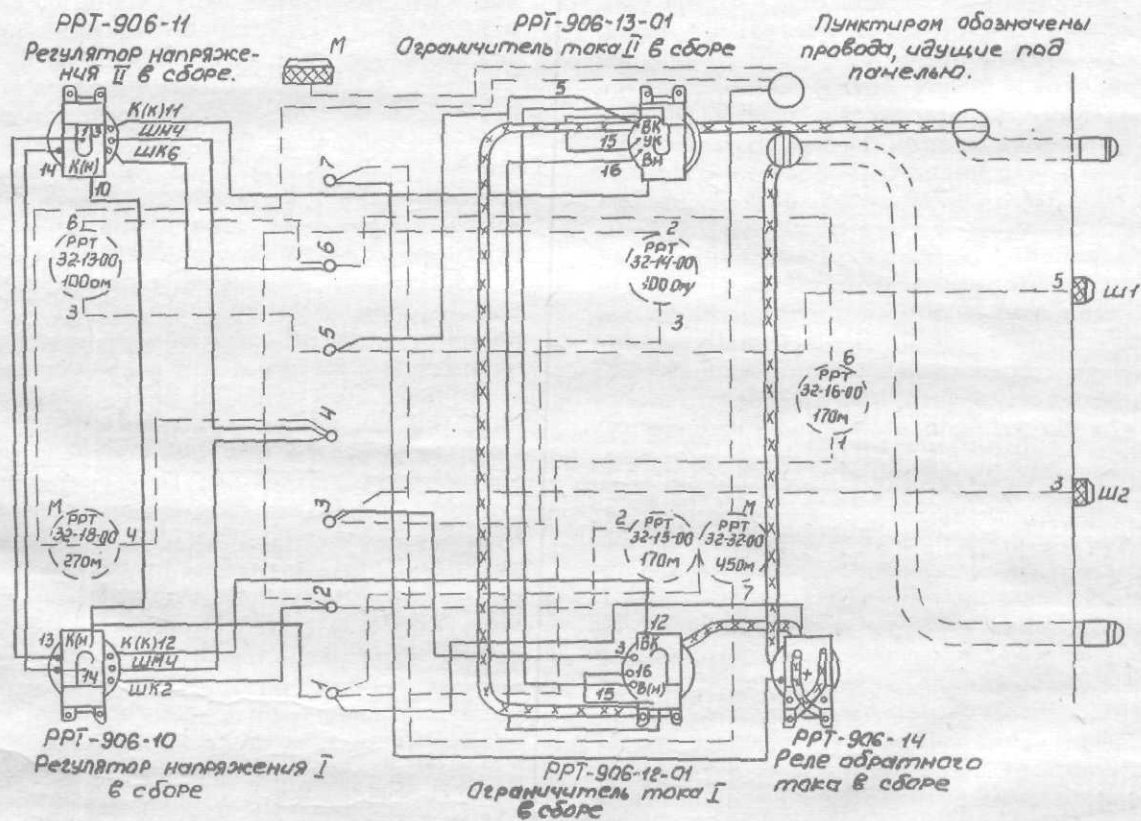 РРТ-906-11
Регулятор напряже-
ния II в сборе.
М
РРТ-906-13-01
Ограничитель тока II в сборе
Пунктиром обозначены
провода, идущие под
панелью.
К(к)11
ШН4
ШК6
К(н)
14
10
5
ВК
УК
ВН
15
16
7
6
РРТ
32-13-00
100ом
3
6
2
РРТ
32-14-00
100ом
3
5
Ш1
5
6
РРТ
32-16-00
17ом
1
4
М
РРТ
32-18-00
27ом
4
3
2
РРТ
32-15-00
17ом
М
РРТ
32-32-00
45ом
7
3
Ш2
2
13
К(н)
14
К(к)12
ШН4
ШК2
1
12
ВК
3
16
В(н)
15
+
РРТ-906-10
Регулятор напряжения I
в сборе
РРТ-906-12-01
Ограничитель тока I
в сборе
РРТ-906-14
Реле обратного
тока в сборе